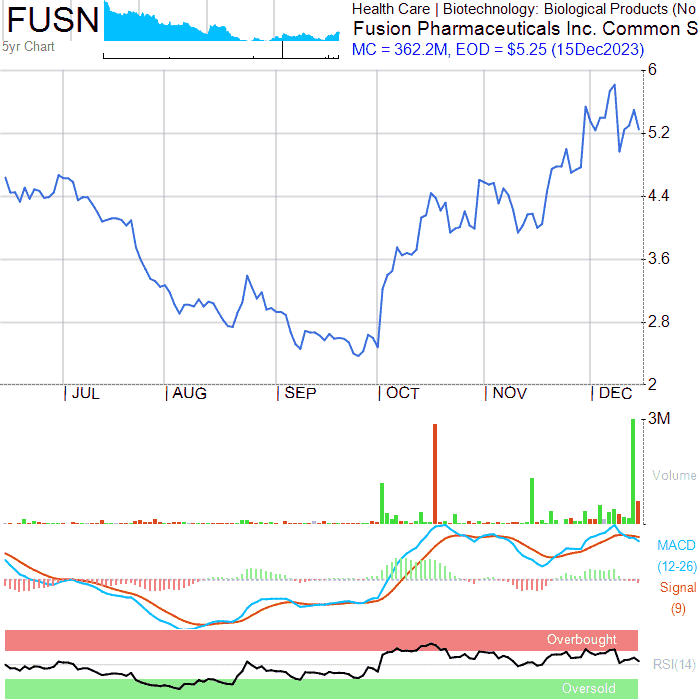 FUSN
Health Care | Biotechnology: Biological Products (No
5yr Chart
Fusion Pharmaceuticals Inc. Common S
MC = 362.2M, EOD = $5.25 (15Dec2023)
6
5.2
4.4
3.6
2.8
2
JUL AUG SEP OCT NOV DEC
3M
Volume
MACD
(12-26)
Signal
(9)
Overbought
RSI(14)
Oversold